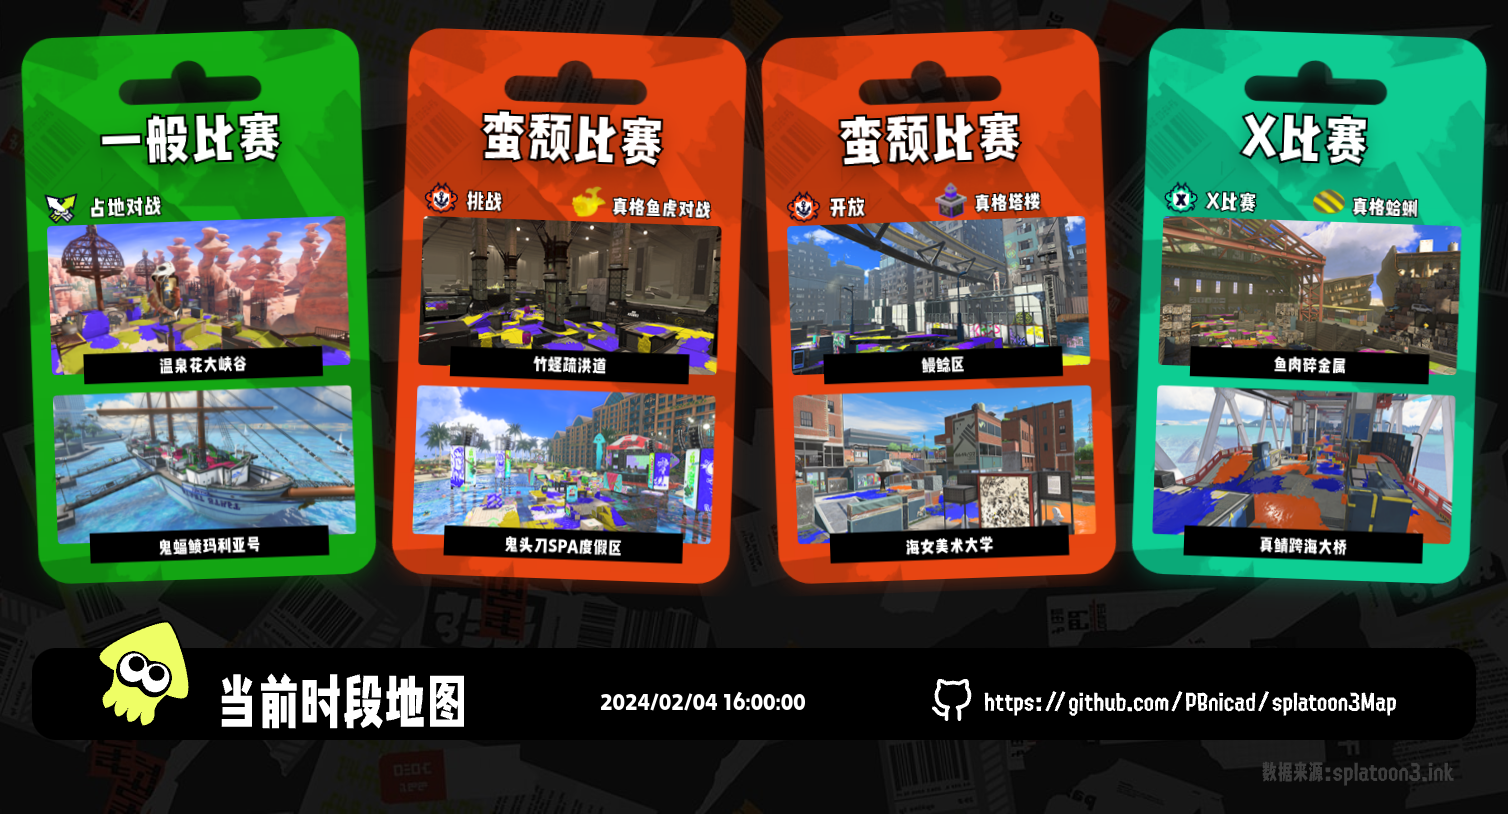 一般比赛
占地对战
温泉花大峡谷
鬼蝠鲼玛利亚号
蛮颓比赛
挑战
真格鱼虎对战
竹蛏疏洪道
鬼头刀SPA度假区
蛮颓比赛
开放
真格塔楼
鳗鲶区
海女美术大学
X比赛
X比赛
真格蛤蜊
鱼肉碎金属
真鲭跨海大桥
当前时段地图
2024/02/04 16:00:00
https://github.com/PBnicad/splatoon3Map
数据来源:splatoon3.ink